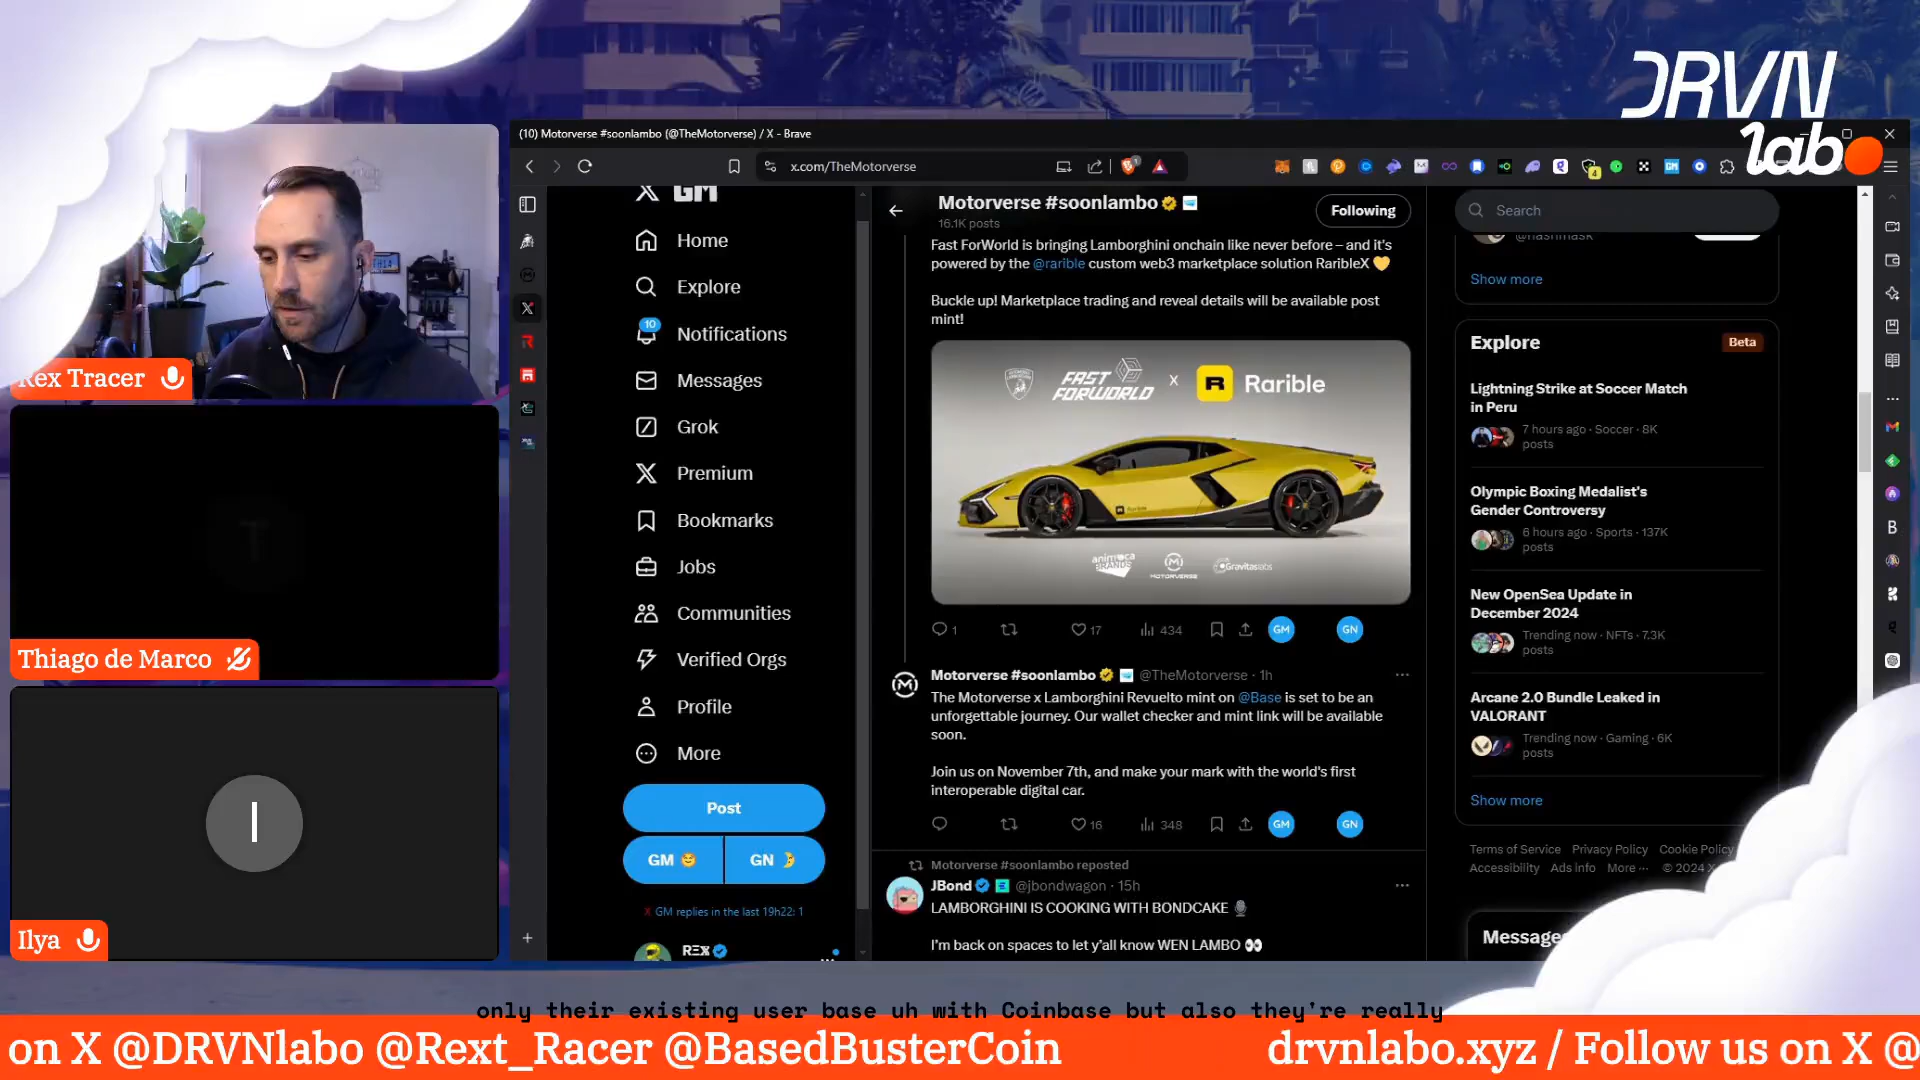 DRVN
labo
Rex Tracer
Thiago de Marco
I
Ilya
(10) Motorverse #soonlambo (@TheMotorverse) / X - Brave
x.com/TheMotorverse
GM
Home
Explore
10
Notifications
Messages
Grok
Premium
Bookmarks
Jobs
Communities
Verified Orgs
Profile
More
Post
GM
GN
X GM replies in the last 19h22: 1
Motorverse #soonlambo
16.1K posts
Following
Fast ForWorld is bringing Lamborghini onchain like never before – and it's
powered by the @rarible custom web3 marketplace solution RaribleX
Buckle up! Marketplace trading and reveal details will be available post
mint!
FAST
FORWORLD
X
R
Rarible
ANIMOCA
BRANDS
MOTORVERSE
Gravitaslabs
1
17
434
GM
GN
Motorverse #soonlambo @TheMotorverse · 1h
The Motorverse x Lamborghini Revuelto mint on @Base is set to be an
unforgettable journey. Our wallet checker and mint link will be available
soon.
Join us on November 7th, and make your mark with the world's first
interoperable digital car.
16
348
GM
GN
Motorverse #soonlambo reposted
JBond @jbondwagon · 15h
LAMBORGHINI IS COOKING WITH BONDCAKE
I'm back on spaces to let y'all know WEN LAMBO
Search
@hashmask
Show more
Explore
Beta
Lightning Strike at Soccer Match
in Peru
7 hours ago · Soccer · 8K
posts
Olympic Boxing Medalist's
Gender Controversy
6 hours ago · Sports · 137K
posts
New OpenSea Update in
December 2024
Trending now · NFTs · 7.3K
posts
Arcane 2.0 Bundle Leaked in
VALORANT
Trending now · Gaming · 6K
posts
Show more
Terms of Service Privacy Policy Cookie Policy
Accessibility Ads info More ··· © 2024 X
Message
only their existing user base uh with Coinbase but also they're really
on X @DRVNlabo @Rext_Racer @BasedBusterCoin
drvnlabo.xyz / Follow us on X @